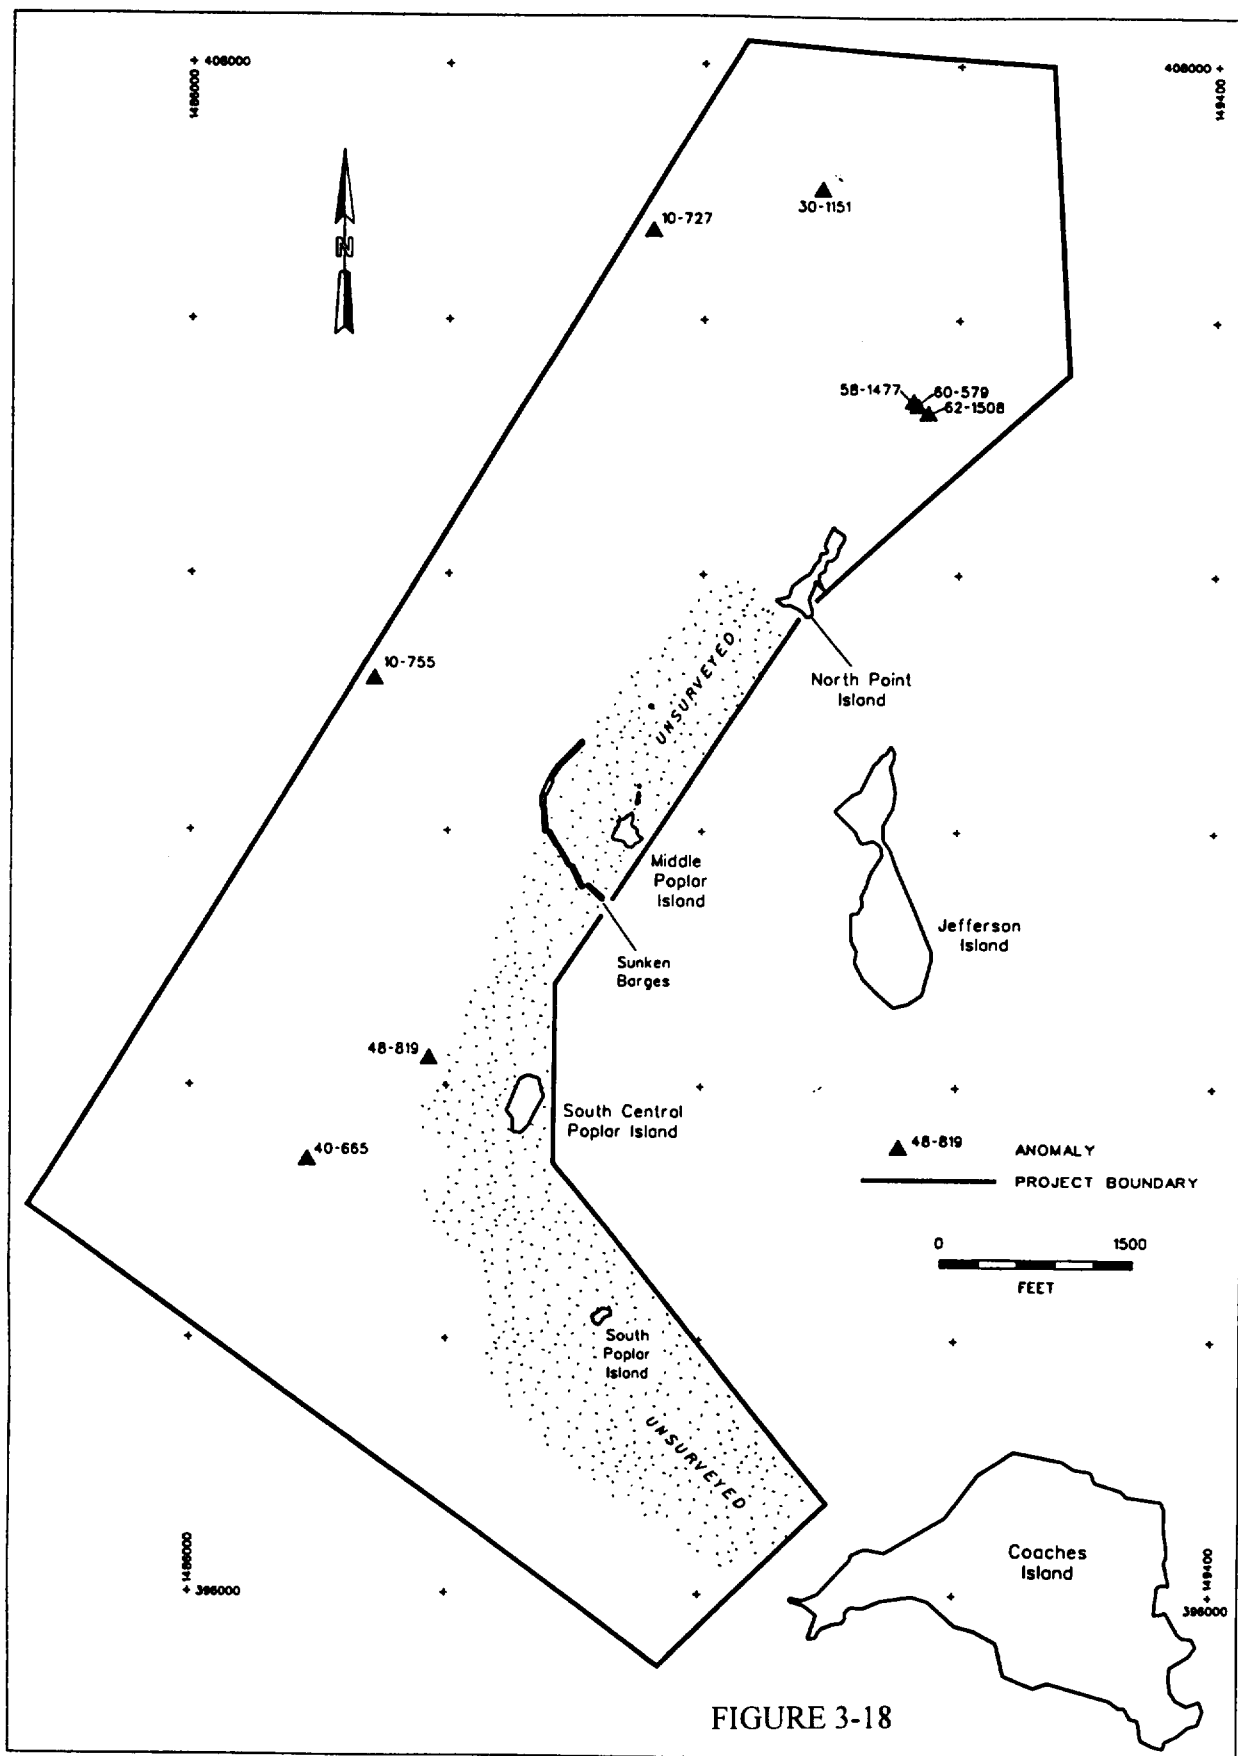 + 408000
1486000
408000 +
149400
N
10-727
30-1151
58-1477
60-579
62-1508
UNSURVEYED
North Point
Island
10-755
Middle
Poplar
Island
Jefferson
Island
Sunken
Barges
48-819
South Central
Poplar Island
40-665
48-819 ANOMALY
PROJECT BOUNDARY
0 1500
FEET
South
Poplar
Island
UNSURVEYED
Coaches
Island
+ 1486000
+ 396000
+ 149400
396000
FIGURE 3-18